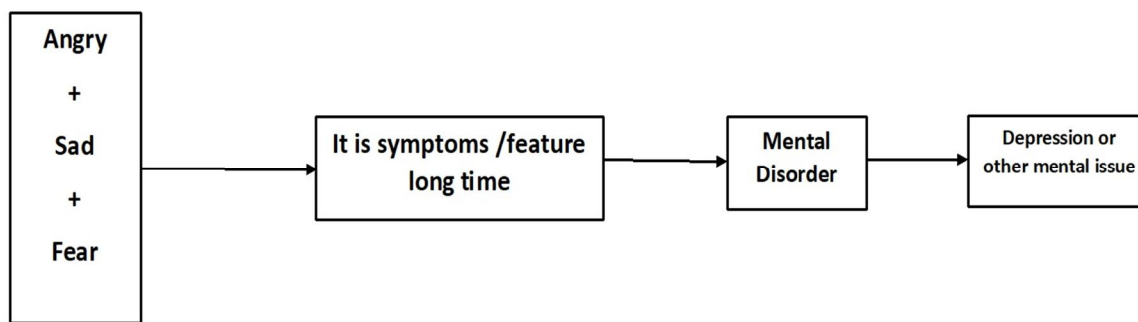 Angry
+
Sad
+
Fear
It is symptoms /feature
long time
Mental
Disorder
Depression or
other mental issue